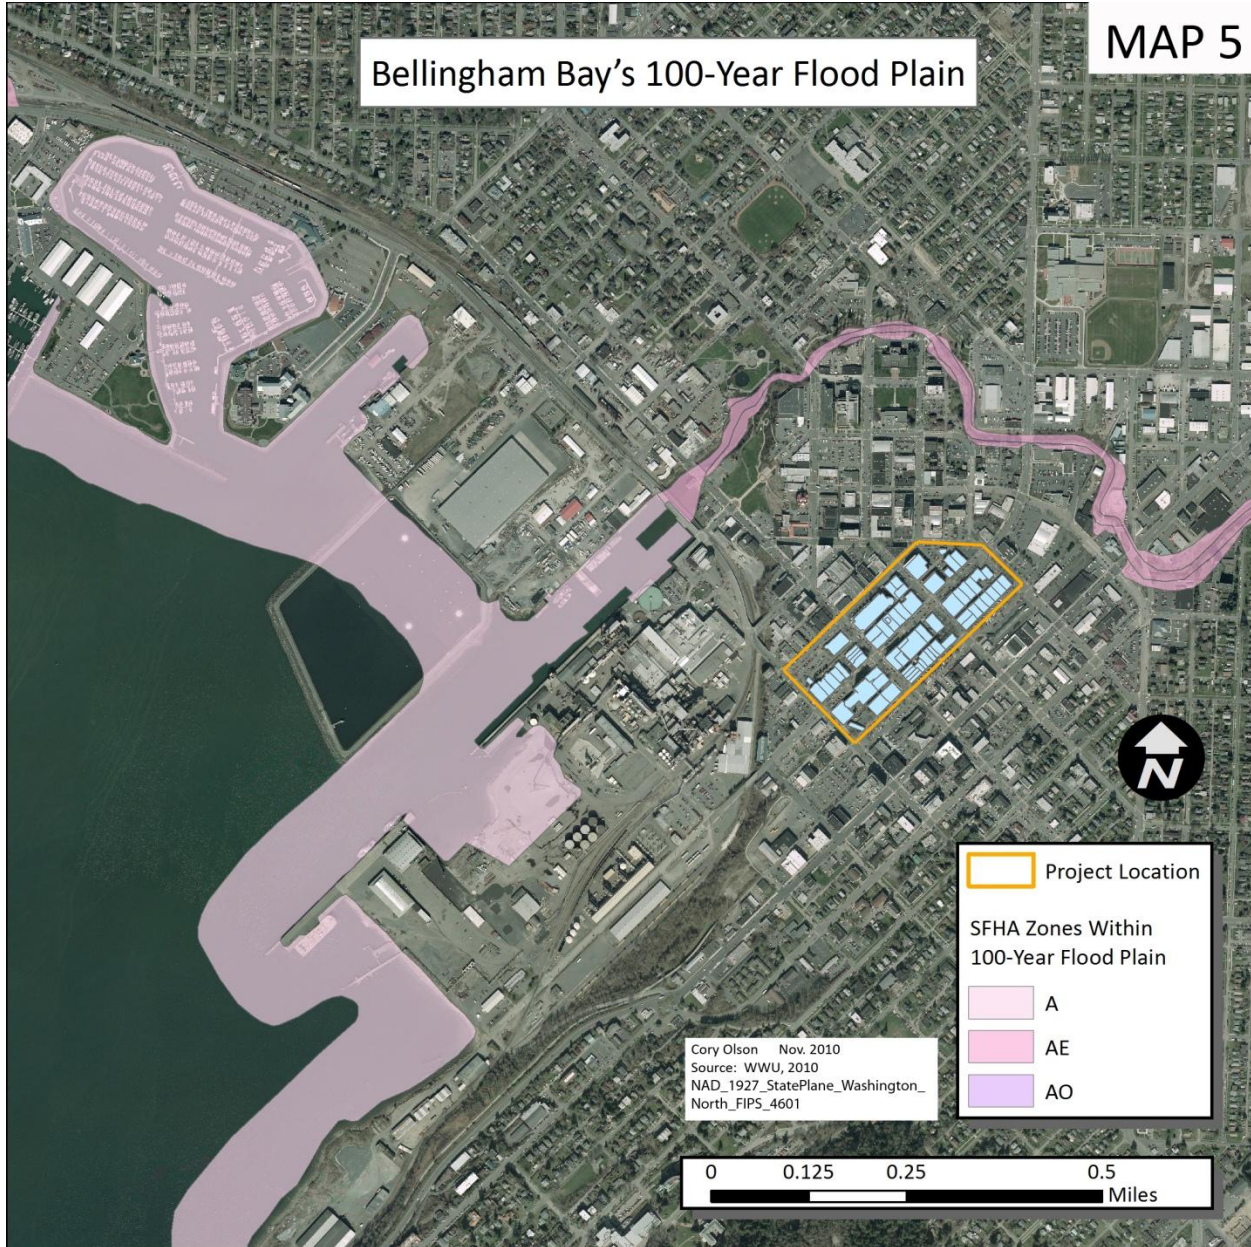 MAP 5
Bellingham Bay's 100-Year Flood Plain
N
Project Location
SFHA Zones Within
100-Year Flood Plain
A
AE
AO
Cory Olson Nov. 2010
Source: WWU, 2010
NAD_1927_StatePlane_Washington_
North_FIPS_4601
0 0.125 0.25 0.5
Miles